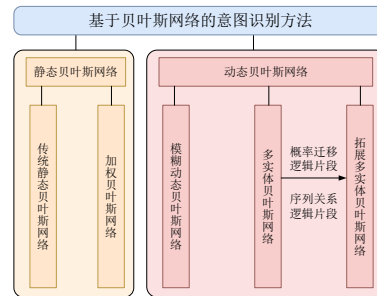 基于贝叶斯网络的意图识别方法
静态贝叶斯网络
动态贝叶斯网络
传统静态贝叶斯网络
加权贝叶斯网络
模糊动态贝叶斯网络
多实体贝叶斯网络
概率迁移
逻辑片段
序列关系
逻辑片段
拓展多实体贝叶斯网络